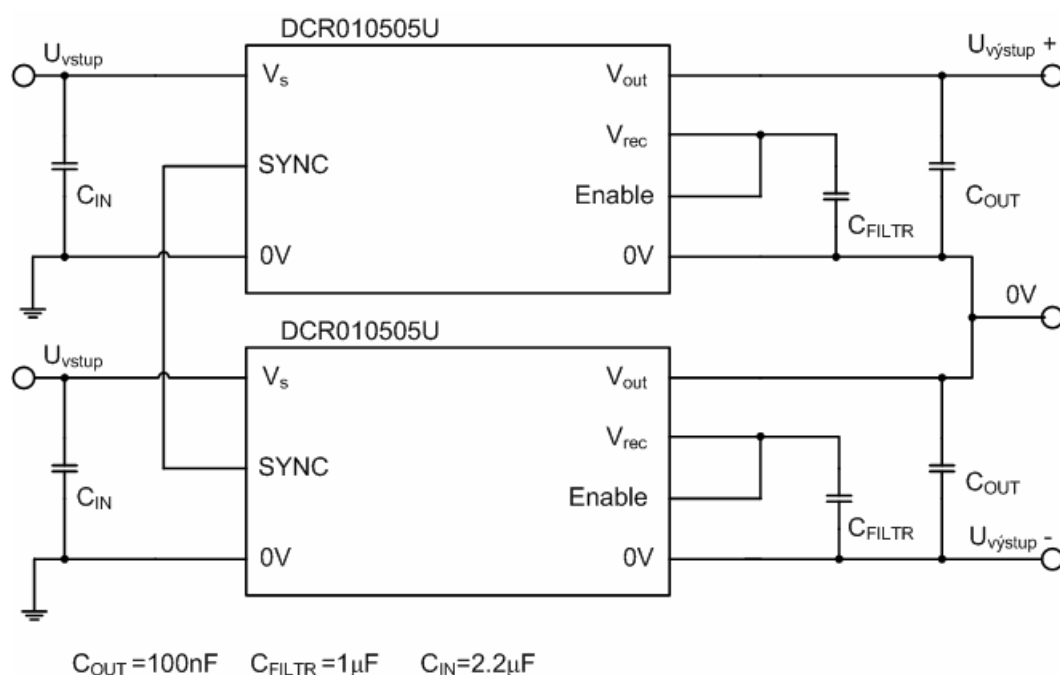 DCR010505U
U_vstup
V_s
V_out
U_výstup +
V_rec
SYNC
Enable
C_IN
C_FILTR
C_OUT
0V
0V
0V
DCR010505U
U_vstup
V_s
V_out
V_rec
SYNC
Enable
C_IN
C_FILTR
C_OUT
0V
0V
U_výstup -
C_OUT =100nF C_FILTR =1µF C_IN=2.2µF